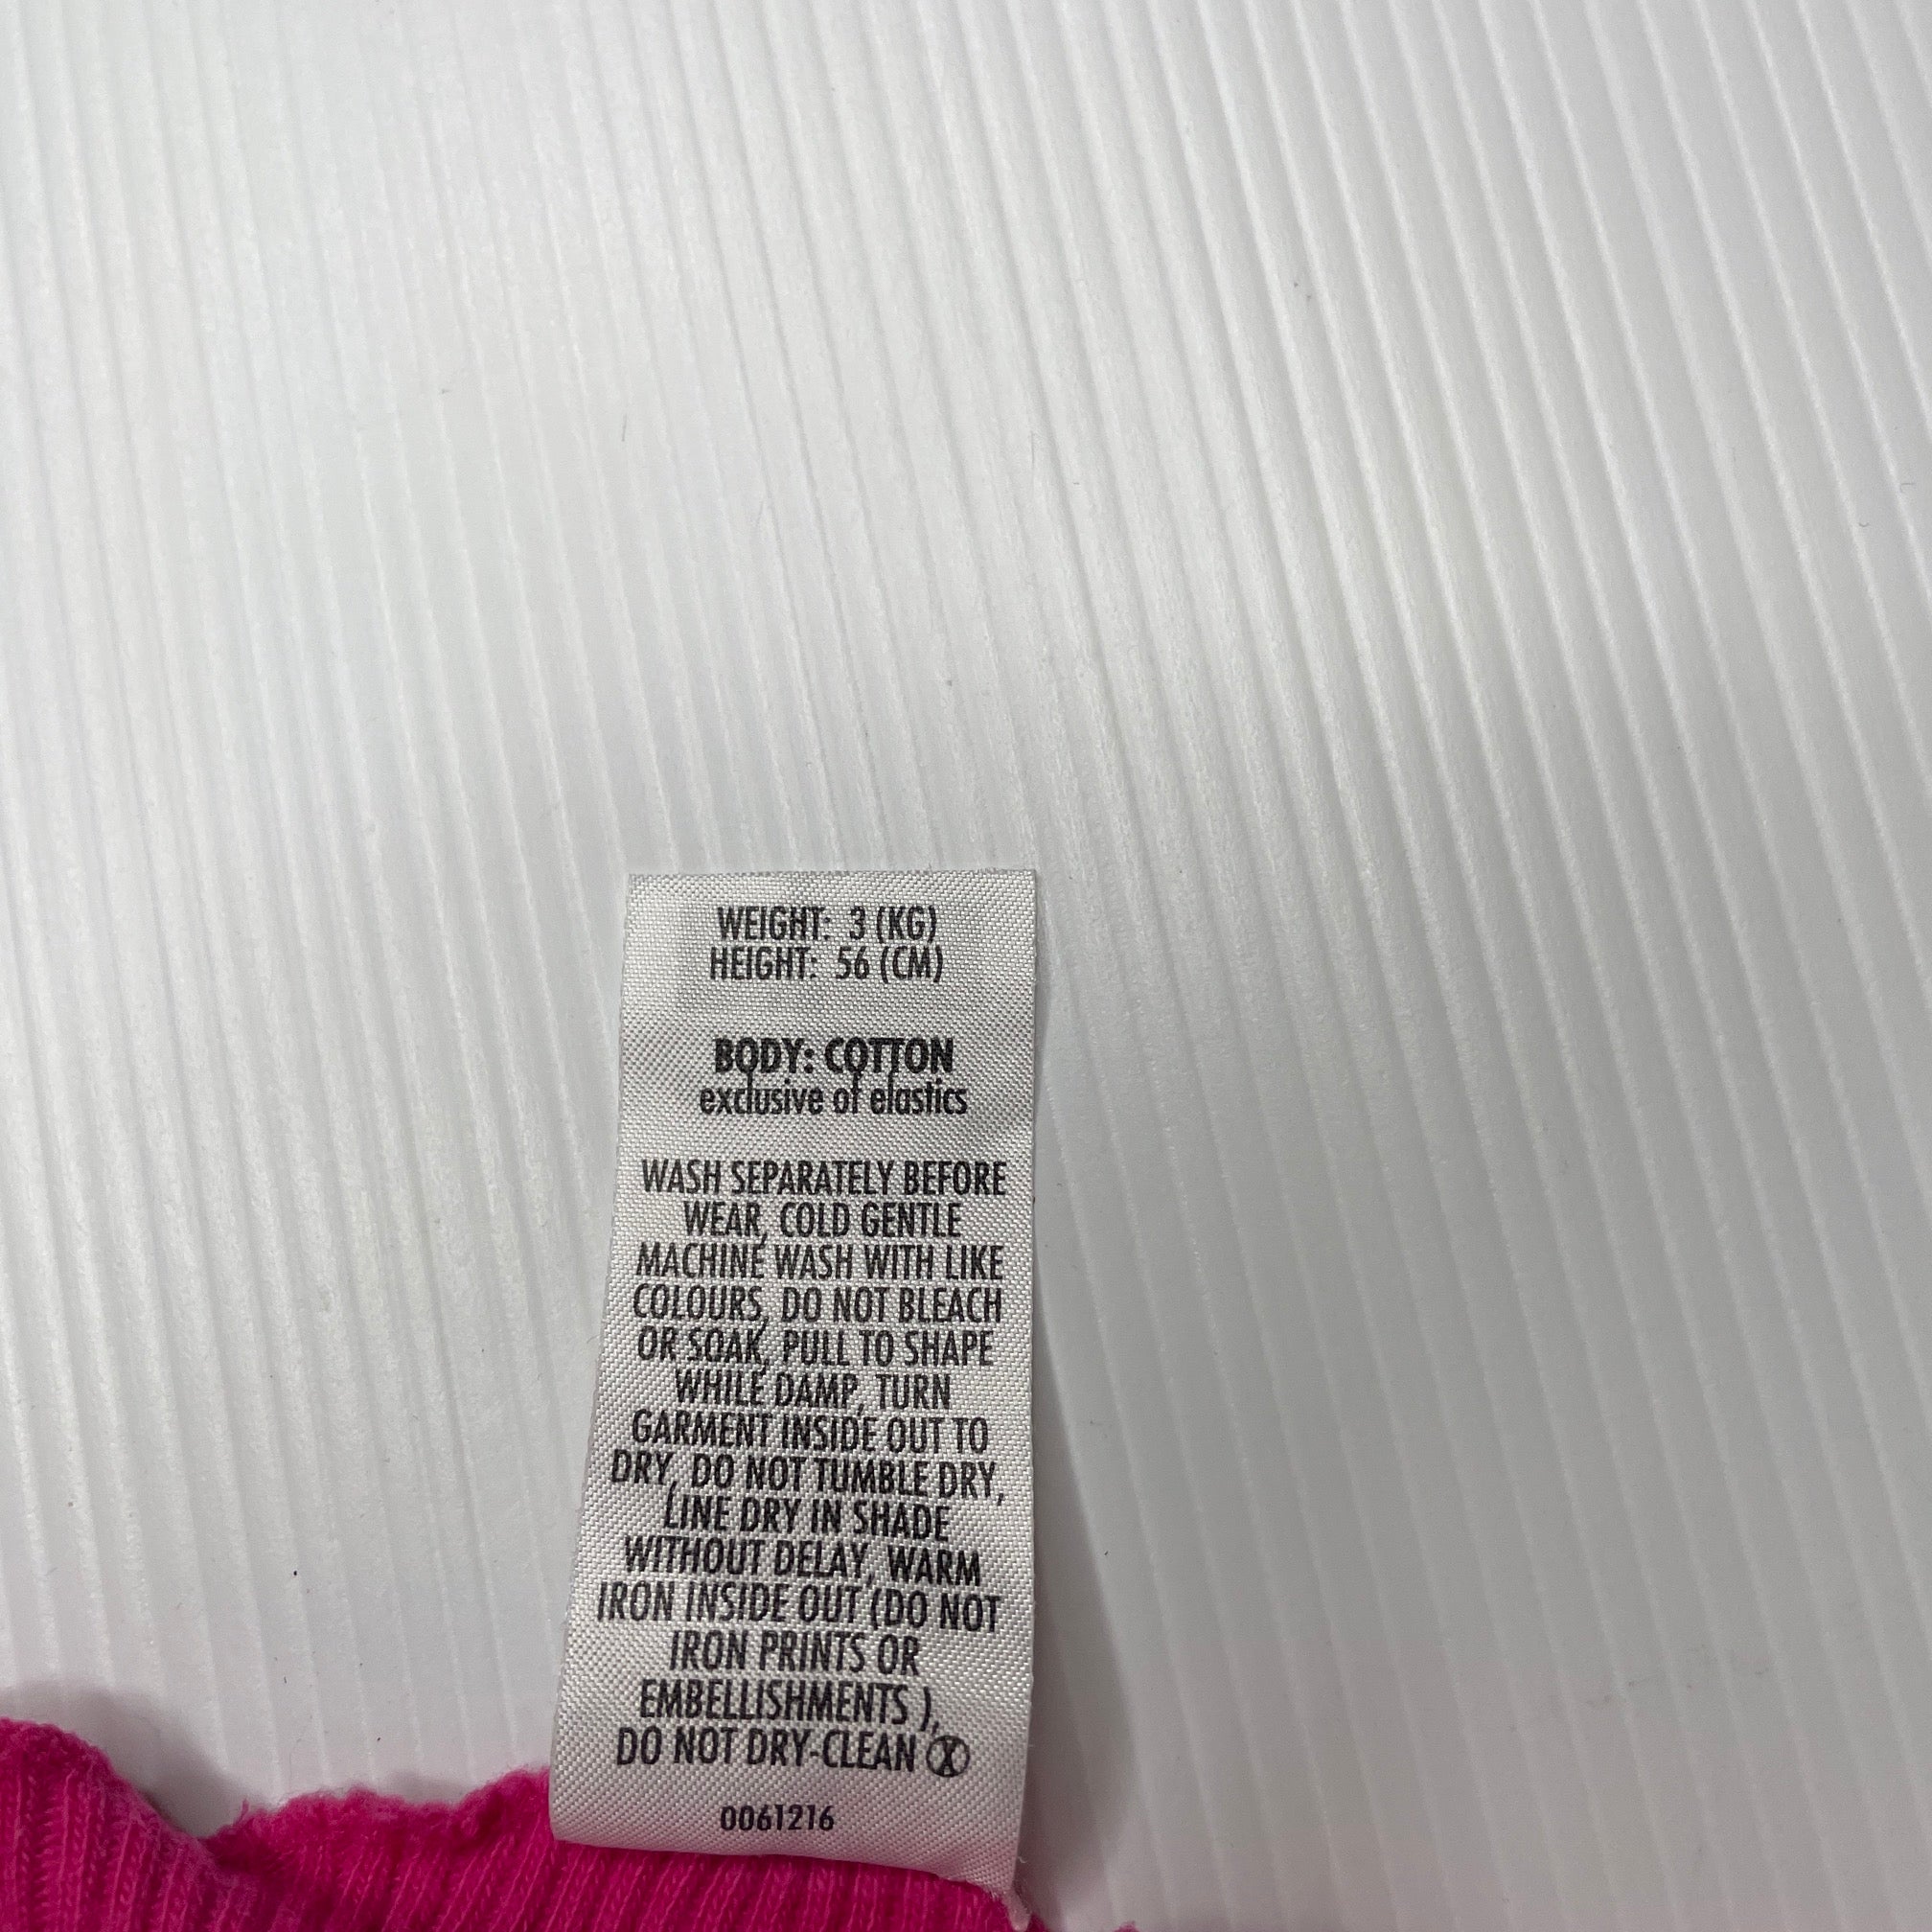 WEIGHT: 3 (KG)
HEIGHT: 56 (CM)
BODY: COTTON
exclusive of elastics
WASH SEPARATELY BEFORE
WEAR, COLD GENTLE
MACHINE WASH WITH LIKE
COLOURS, DO NOT BLEACH
OR SOAK, PULL TO SHAPE
WHILE DAMP, TURN
GARMENT INSIDE OUT TO
DRY, DO NOT TUMBLE DRY,
LINE DRY IN SHADE
WITHOUT DELAY, WARM
IRON INSIDE OUT (DO NOT
IRON PRINTS OR
EMBELLISHMENTS ),
DO NOT DRY-CLEAN Ⓧ
0061216